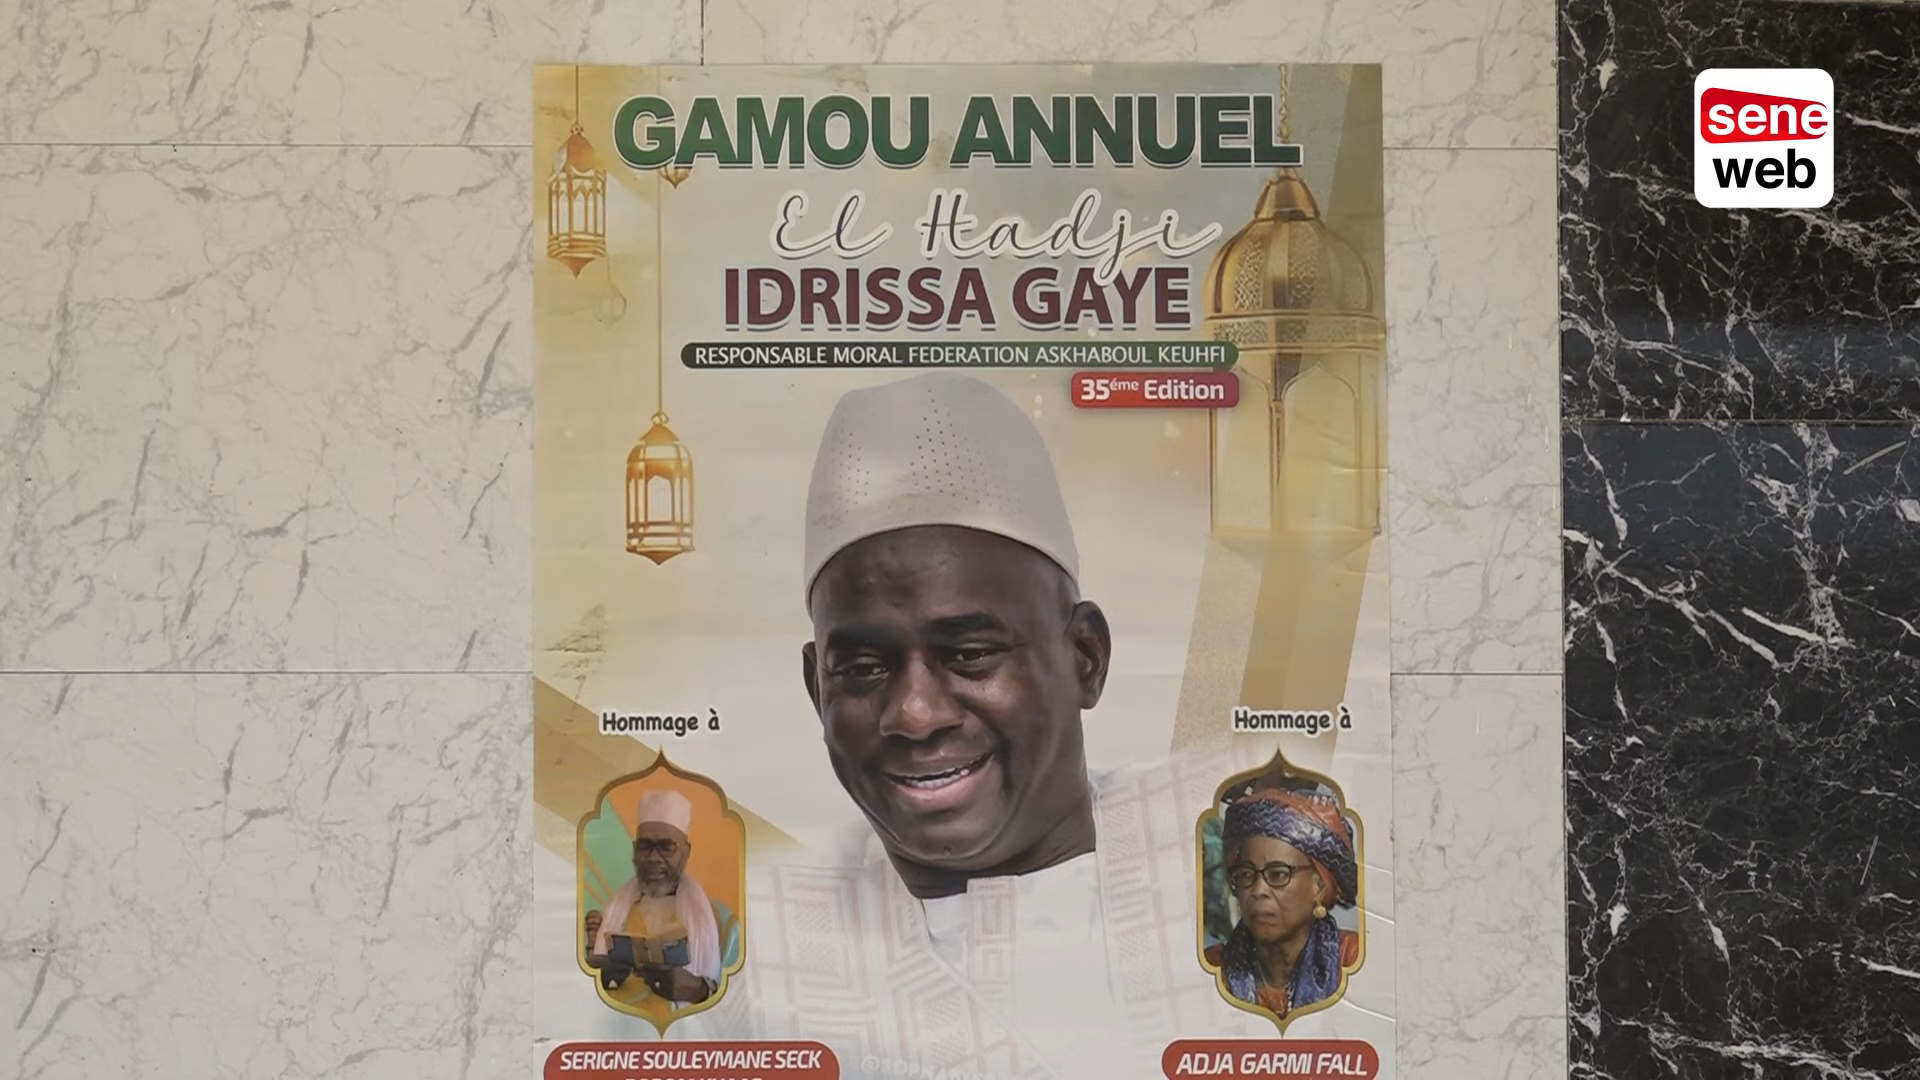 sene
web
GAMOU ANNUEL
El Hadji
IDRISSA GAYE
RESPONSABLE MORAL FEDERATION ASKHABOUL KEUHFI
35éme Edition
Hommage à
Hommage à
SERIGNE SOULEYMANE SECK
ADJA GARMI FALL